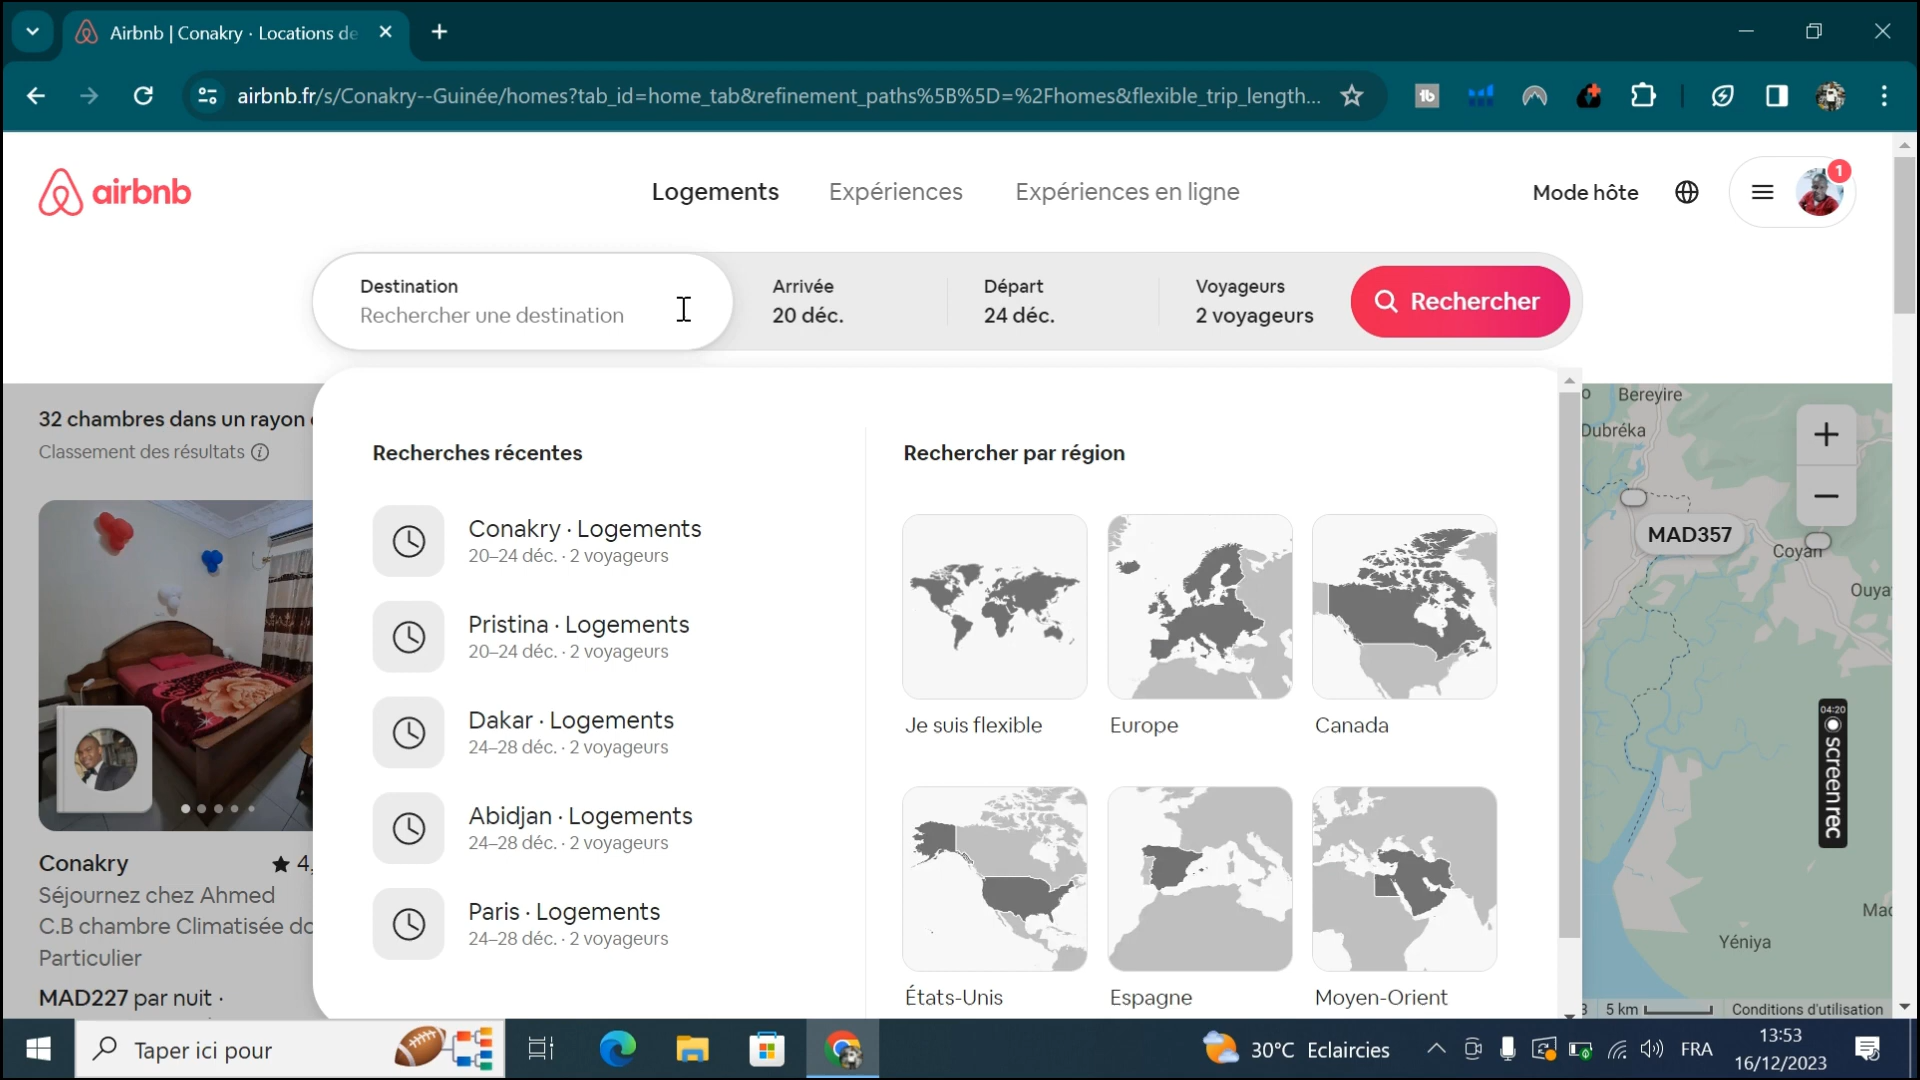 Airbnb | Conakry · Locations de
airbnb.fr/s/Conakry--Guinée/homes?tab_id=home_tab&refinement_paths%5B%5D=%2Fhomes&flexible_trip_length...
airbnb
Logements
Expériences
Expériences en ligne
Mode hôte
1
Destination
Rechercher une destination
Arrivée
20 déc.
Départ
24 déc.
Voyageurs
2 voyageurs
Rechercher
32 chambres dans un rayon
Classement des résultats
Recherches récentes
Conakry · Logements
20–24 déc. · 2 voyageurs
Pristina · Logements
20–24 déc. · 2 voyageurs
Dakar · Logements
24–28 déc. · 2 voyageurs
Abidjan · Logements
24–28 déc. · 2 voyageurs
Paris · Logements
24–28 déc. · 2 voyageurs
Rechercher par région
Je suis flexible
Europe
Canada
États-Unis
Espagne
Moyen-Orient
Conakry
4,
Séjournez chez Ahmed
C.B chambre Climatisée do
Particulier
MAD227 par nuit ·
Bereyire
Dubréka
MAD357
Coyah
Ouya
Yéniya
Mac
04:20
screen rec
5 km
Conditions d'utilisation
Taper ici pour
30°C Eclaircies
FRA
13:53
16/12/2023